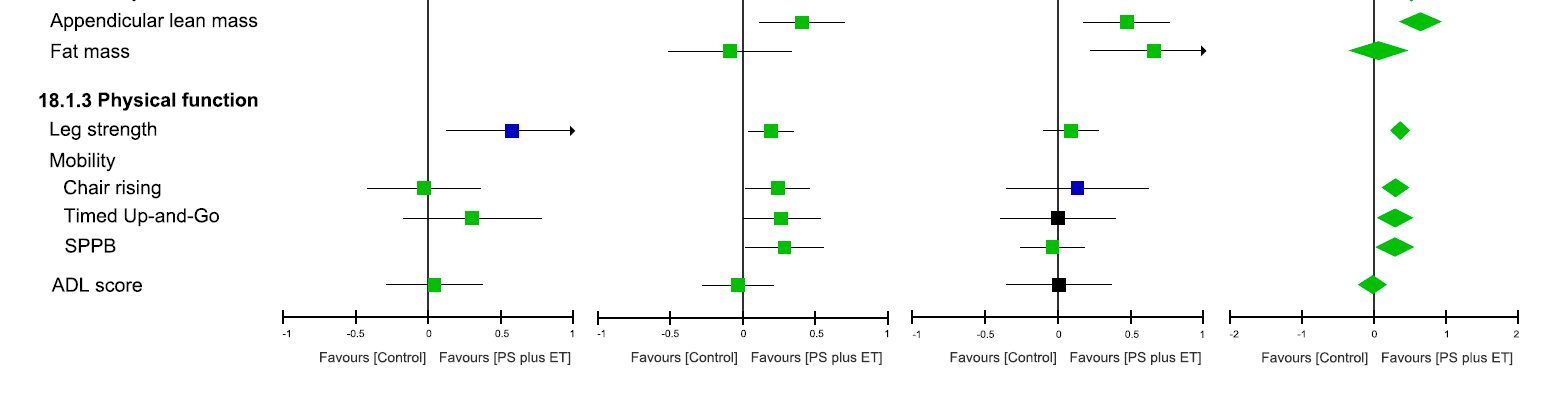 Appendicular lean mass
Fat mass
18.1.3 Physical function
Leg strength
Mobility
Chair rising
Timed Up-and-Go
SPPB
ADL score
-1 -0.5 0 0.5 1 -1 -0.5 0 0.5 1 -1 -0.5 0 0.5 1 -2 -1 0 1 2
Favours [Control] Favours [PS plus ET] Favours [Control] Favours [PS plus ET] Favours [Control] Favours [PS plus ET] Favours [Control] Favours [PS plus ET]